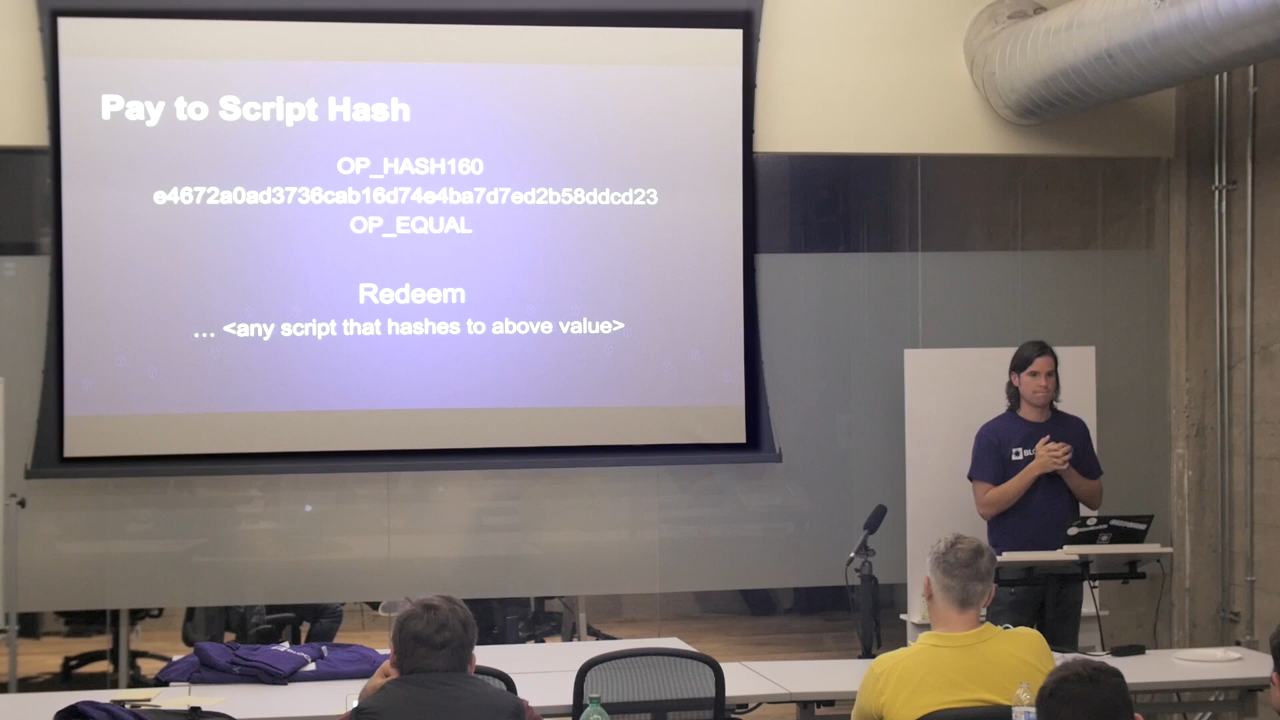 Pay to Script Hash
OP_HASH160
e4672a0ad3736cab16d74e4ba7d7ed2b58ddcd23
OP_EQUAL
Redeem
... <any script that hashes to above value>